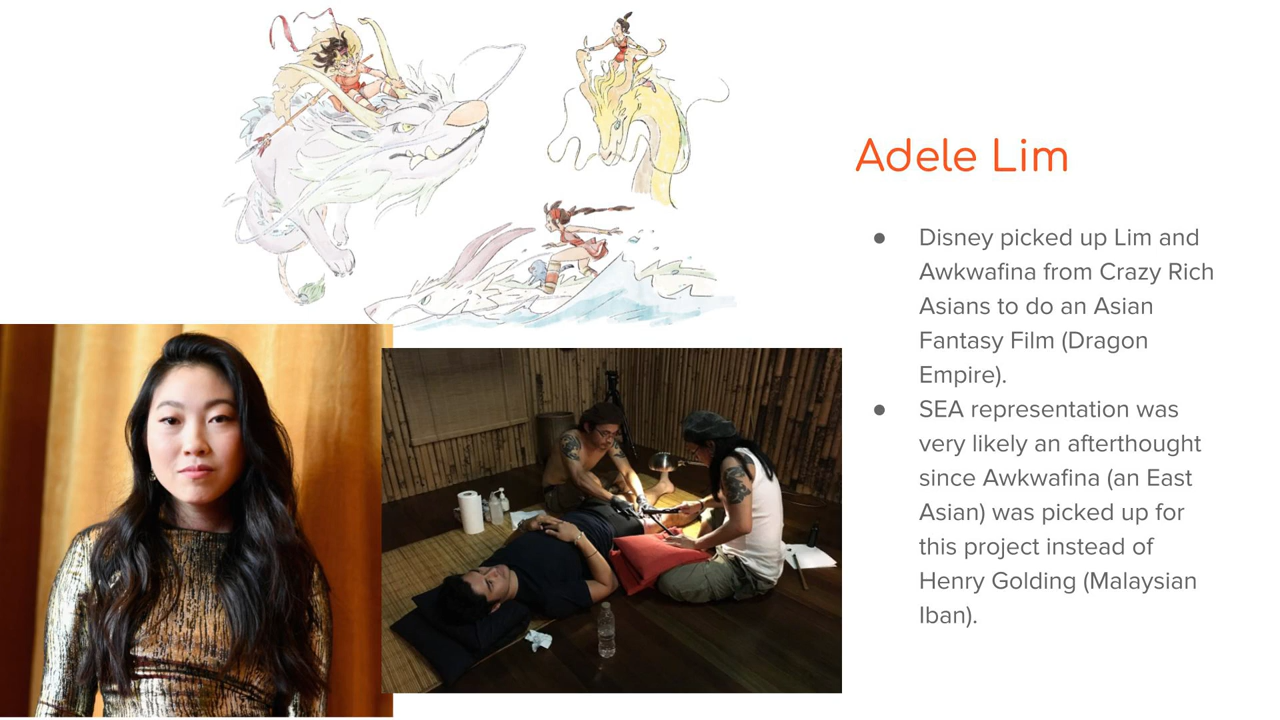 Adele Lim
● Disney picked up Lim and
Awkwafina from Crazy Rich
Asians to do an Asian
Fantasy Film (Dragon
Empire).
● SEA representation was
very likely an afterthought
since Awkwafina (an East
Asian) was picked up for
this project instead of
Henry Golding (Malaysian
Iban).